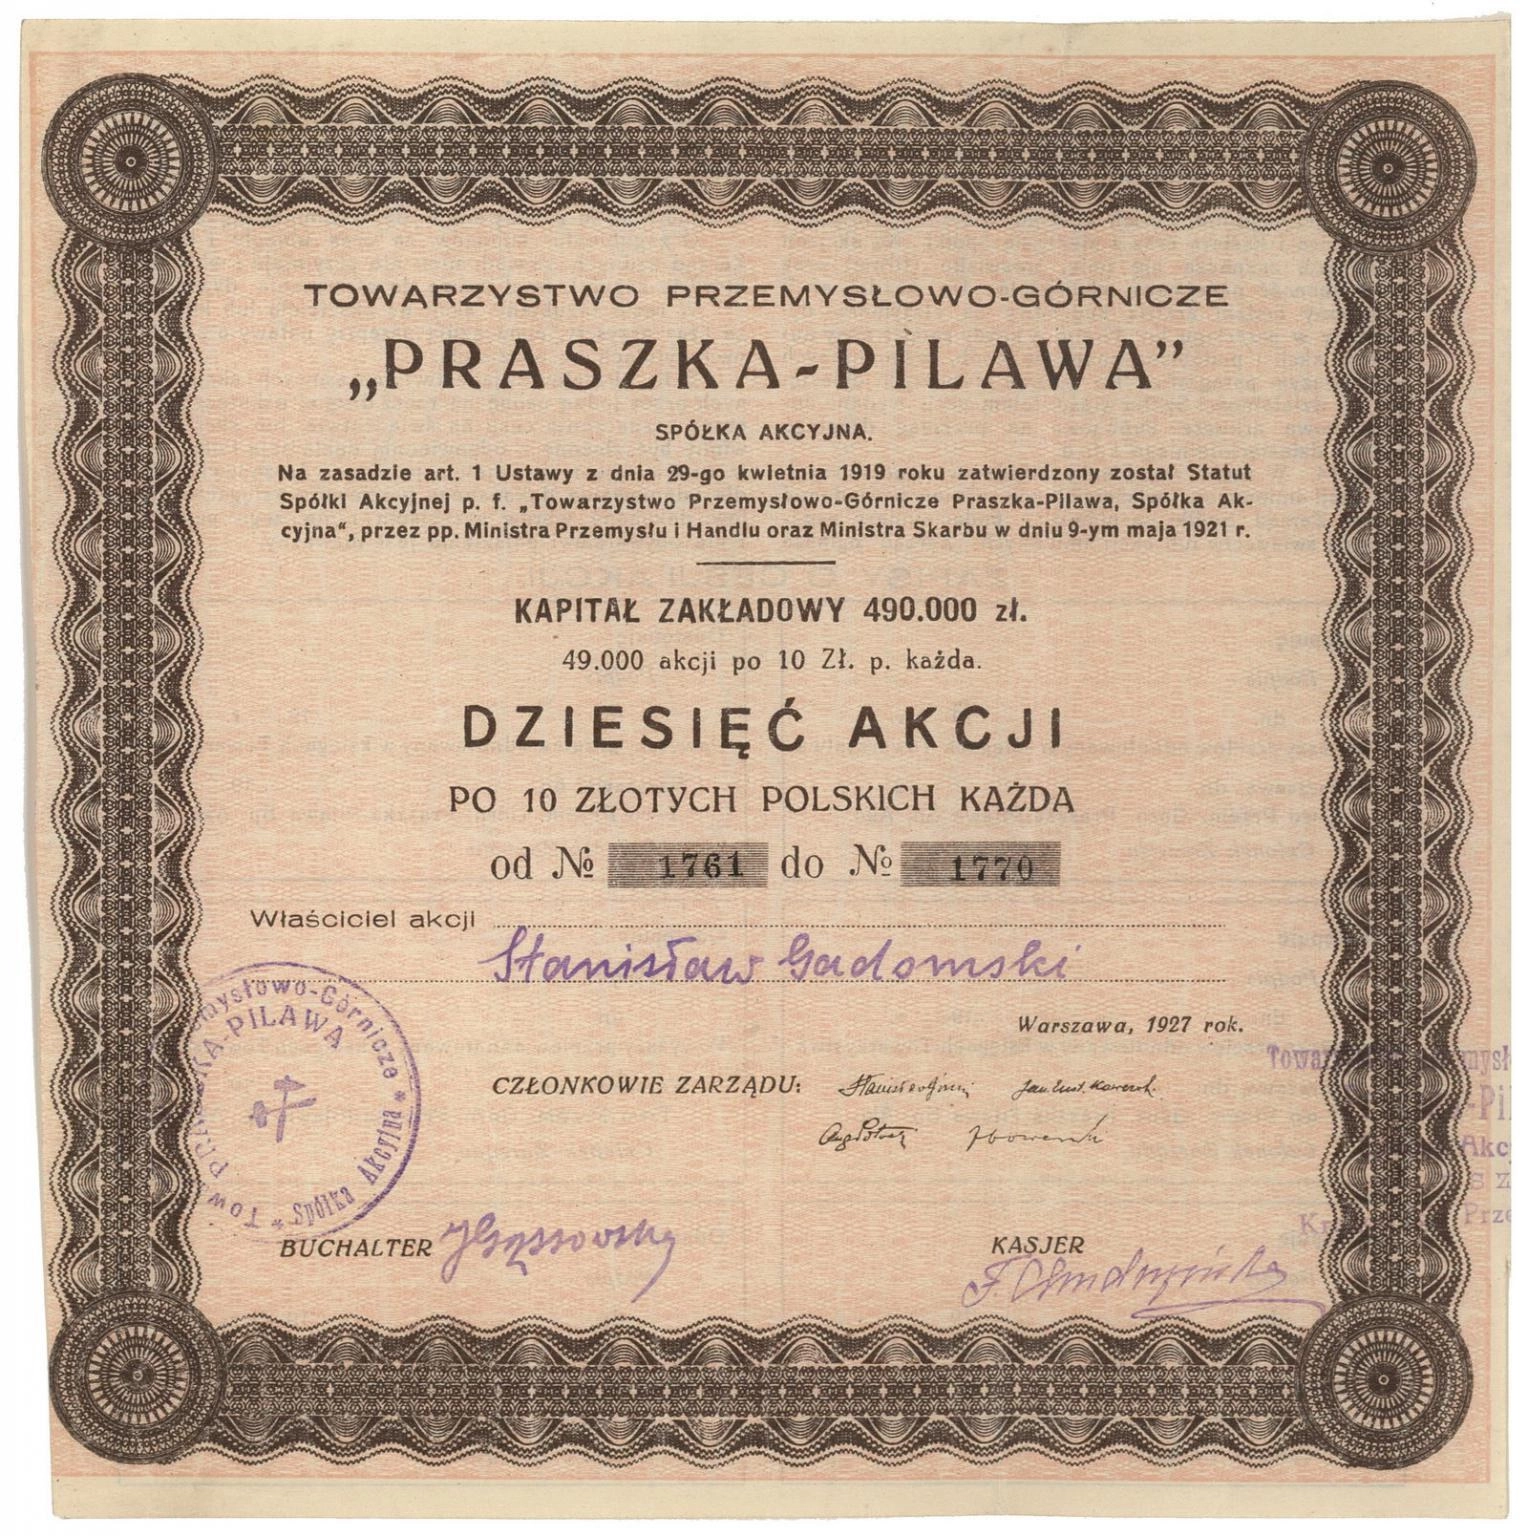 TOWARZYSTWO PRZEMYSŁOWO-GÓRNICZE
„PRASZKA-PILAWA”
SPÓŁKA AKCYJNA.
Na zasadzie art. 1 Ustawy z dnia 29-go kwietnia 1919 roku zatwierdzony został Statut
Spółki Akcyjnej p. f. „Towarzystwo Przemysłowo-Górnicze Praszka-Pilawa, Spółka Ak-
cyjna“, przez pp. Ministra Przemysłu i Handlu oraz Ministra Skarbu w dniu 9-ym maja 1921 r.
KAPITAŁ ZAKŁADOWY 490.000 zł.
49.000 akcji po 10 Zł. p. każda.
DZIESIĘĆ AKCJI
PO 10 ZŁOTYCH POLSKICH KAŻDA
od № 1761 do № 1770
Właściciel akcji
Stanisław Gadomski
Warszawa, 1927 rok.
CZŁONKOWIE ZARZĄDU:
Tow. PRASZKA-PILAWA
Przemysłowo-Górnicze
* Spółka Akcyjna *
BUCHALTER
KASJER